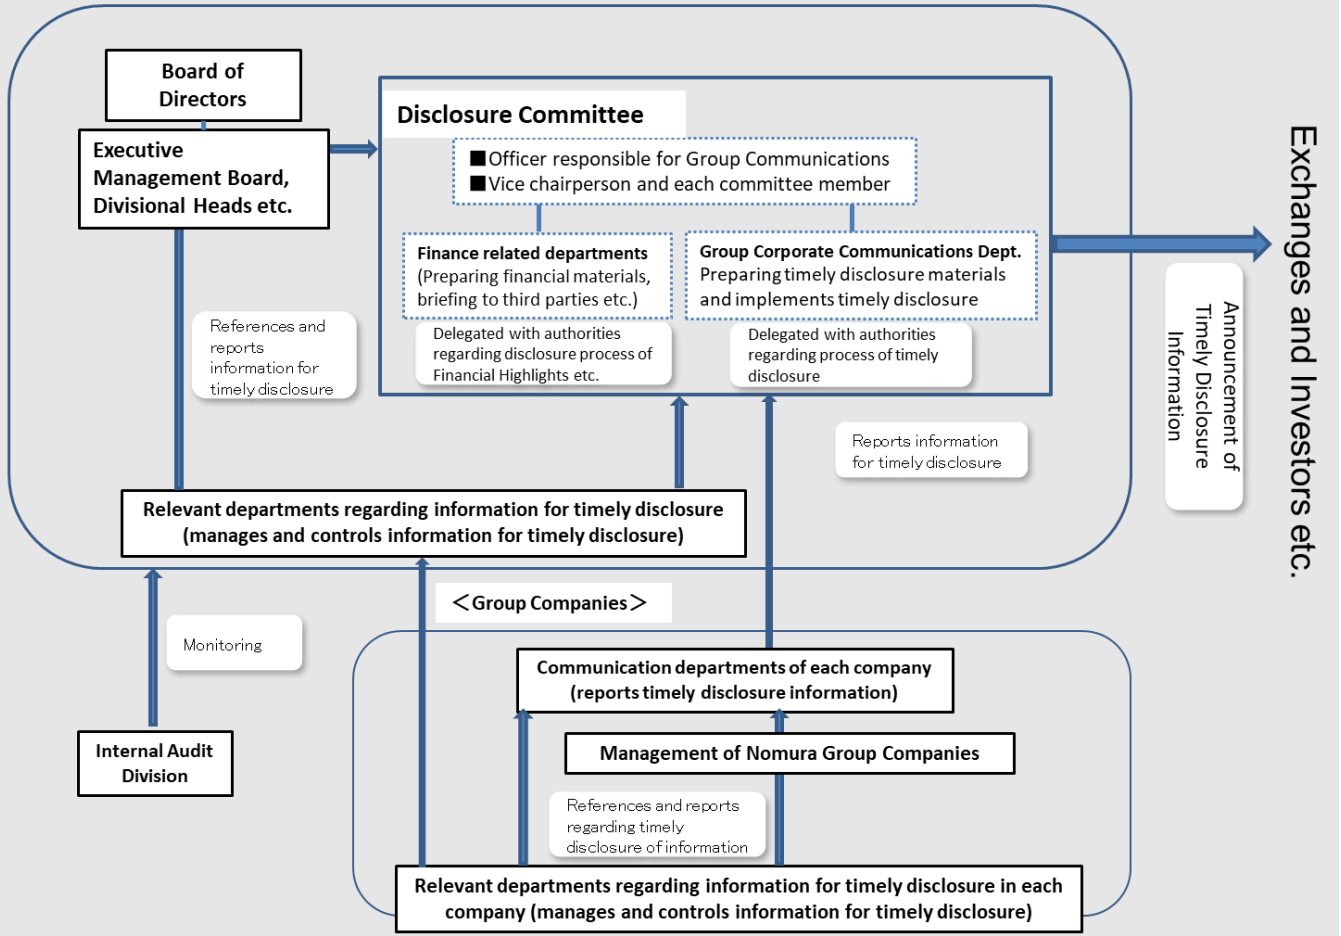 Board of
Directors
Executive
Management Board,
Divisional Heads etc.
Disclosure Committee
■Officer responsible for Group Communications
■Vice chairperson and each committee member
Finance related departments
(Preparing financial materials,
briefing to third parties etc.)
Delegated with authorities
regarding disclosure process of
Financial Highlights etc.
Group Corporate Communications Dept.
Preparing timely disclosure materials
and implements timely disclosure
Delegated with authorities
regarding process of timely
disclosure
References and
reports
information for
timely disclosure
Reports information
for timely disclosure
Announcement of
Timely Disclosure
Information
Exchanges and Investors etc.
Relevant departments regarding information for timely disclosure
(manages and controls information for timely disclosure)
Monitoring
Internal Audit
Division
＜Group Companies＞
Communication departments of each company
(reports timely disclosure information)
Management of Nomura Group Companies
References and reports
regarding timely
disclosure of information
Relevant departments regarding information for timely disclosure in each
company (manages and controls information for timely disclosure)